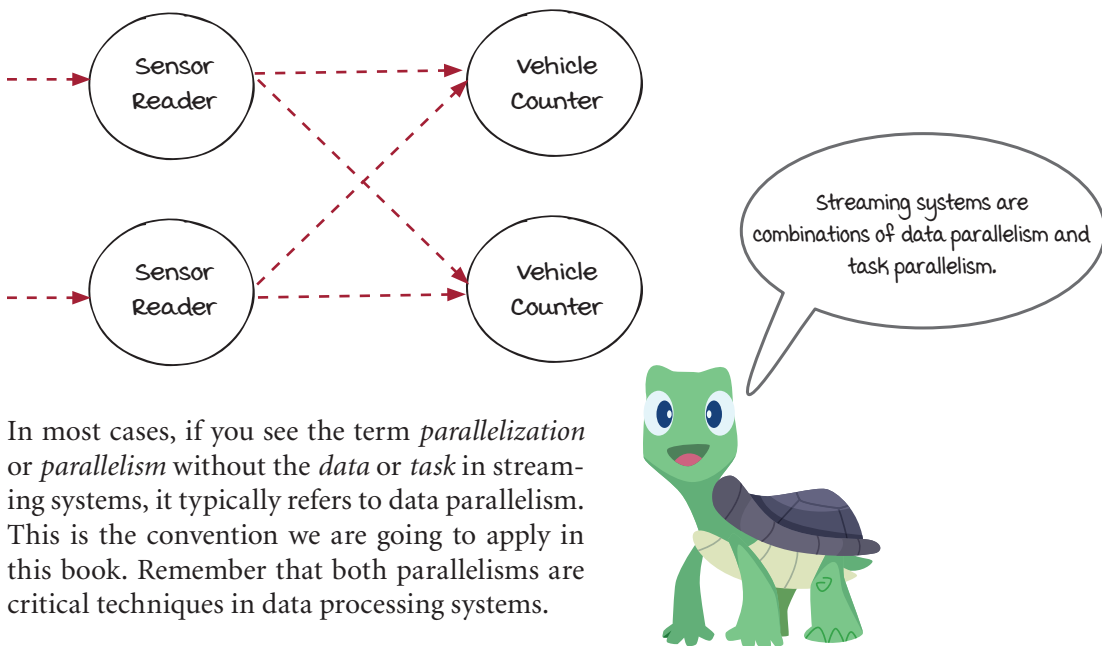 Sensor
Reader
Vehicle
Counter
Sensor
Reader
Vehicle
Counter
Streaming systems are
combinations of data parallelism and
task parallelism.
In most cases, if you see the term parallelization
or parallelism without the data or task in stream-
ing systems, it typically refers to data parallelism.
This is the convention we are going to apply in
this book. Remember that both parallelisms are
critical techniques in data processing systems.